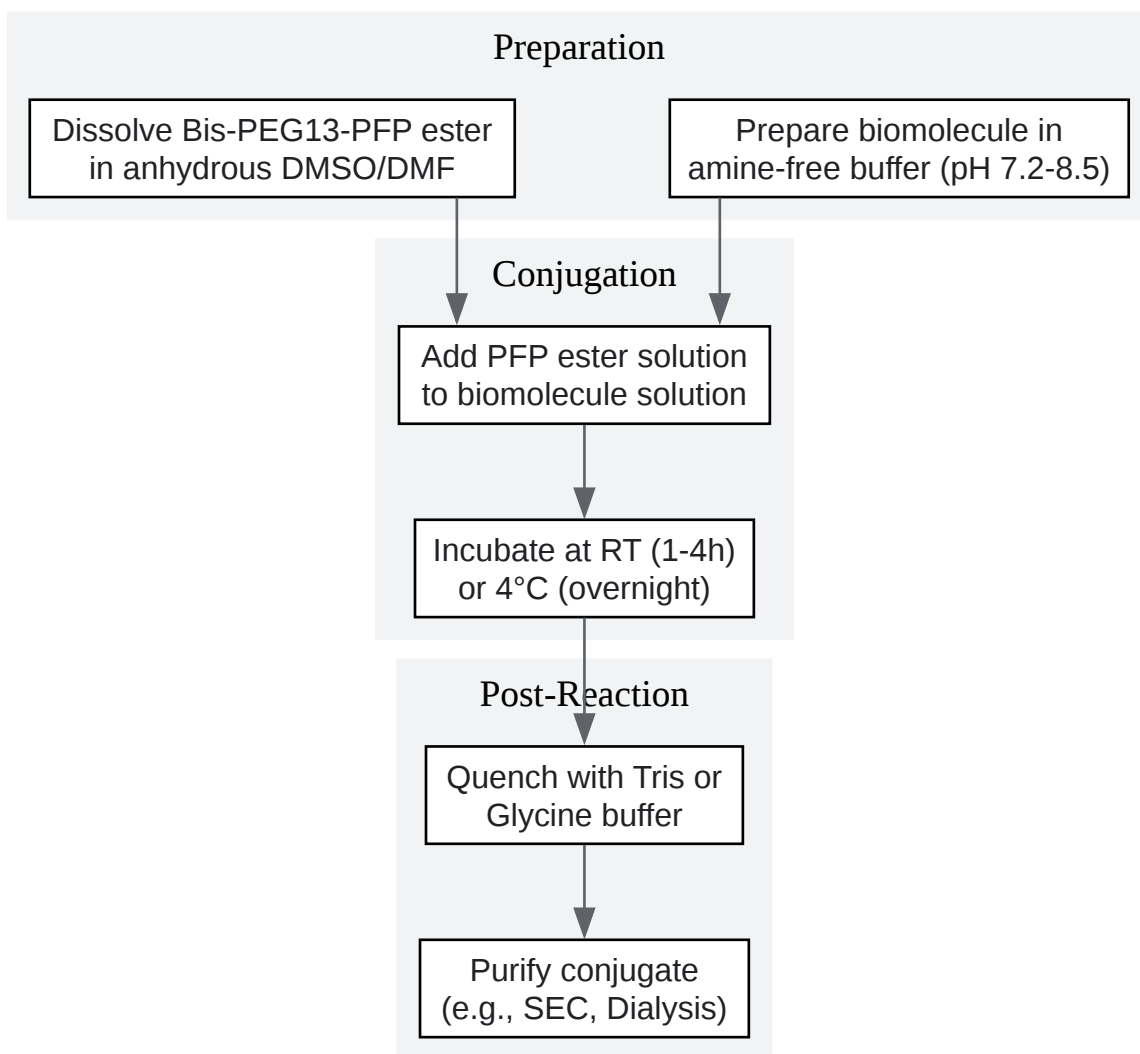 Preparation
Dissolve Bis-PEG13-PFP ester
in anhydrous DMSO/DMF
Prepare biomolecule in
amine-free buffer (pH 7.2-8.5)
Conjugation
Add PFP ester solution
to biomolecule solution
Incubate at RT (1-4h)
or 4°C (overnight)
Post-Reaction
Quench with Tris or
Glycine buffer
Purify conjugate
(e.g., SEC, Dialysis)